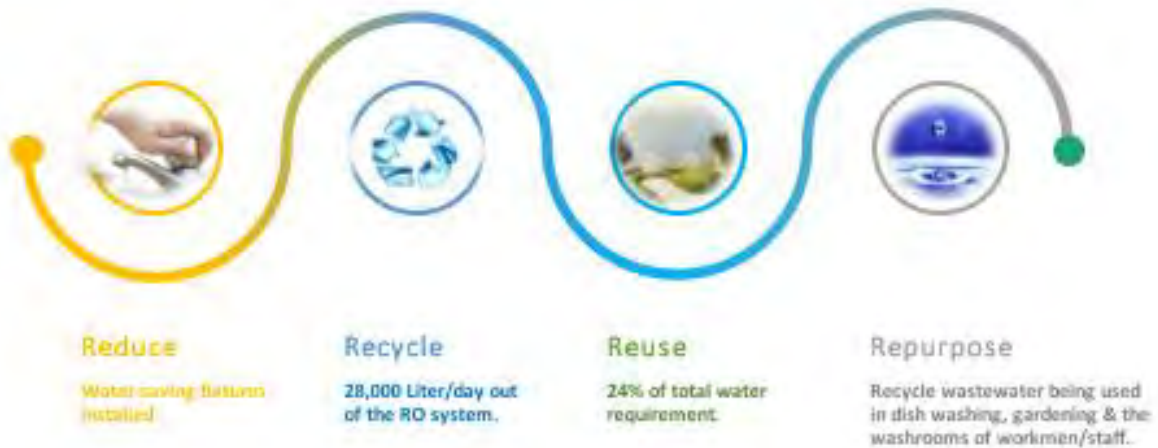 Reduce
Water saving fixtures
installed
Recycle
28,000 Liter/day out
of the RO system.
Reuse
24% of total water
requirement.
Repurpose
Recycle wastewater being used
in dish washing, gardening & the
washrooms of workmen/staff.